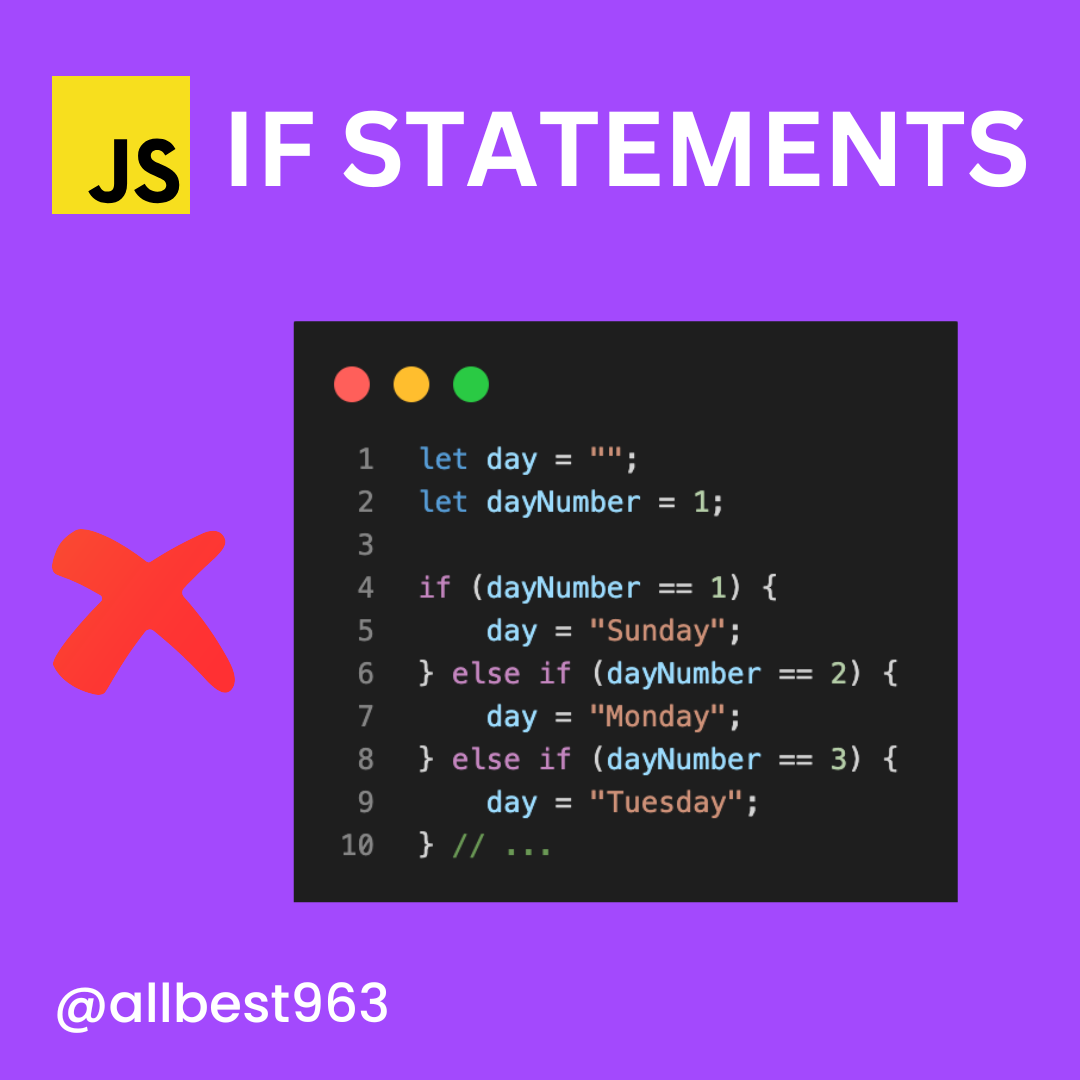 JS IF STATEMENTS
1 let day = "";
2 let dayNumber = 1;
3
4 if (dayNumber == 1) {
5     day = "Sunday";
6 } else if (dayNumber == 2) {
7     day = "Monday";
8 } else if (dayNumber == 3) {
9     day = "Tuesday";
10 } // ...
@allbest963